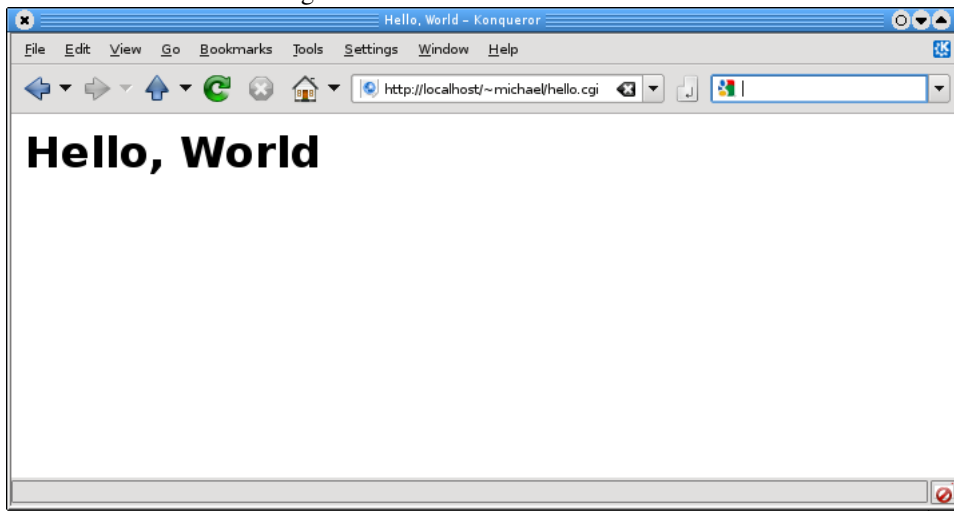 Hello, World – Konqueror
File Edit View Go Bookmarks Tools Settings Window Help
http://localhost/~michael/hello.cgi
Hello, World